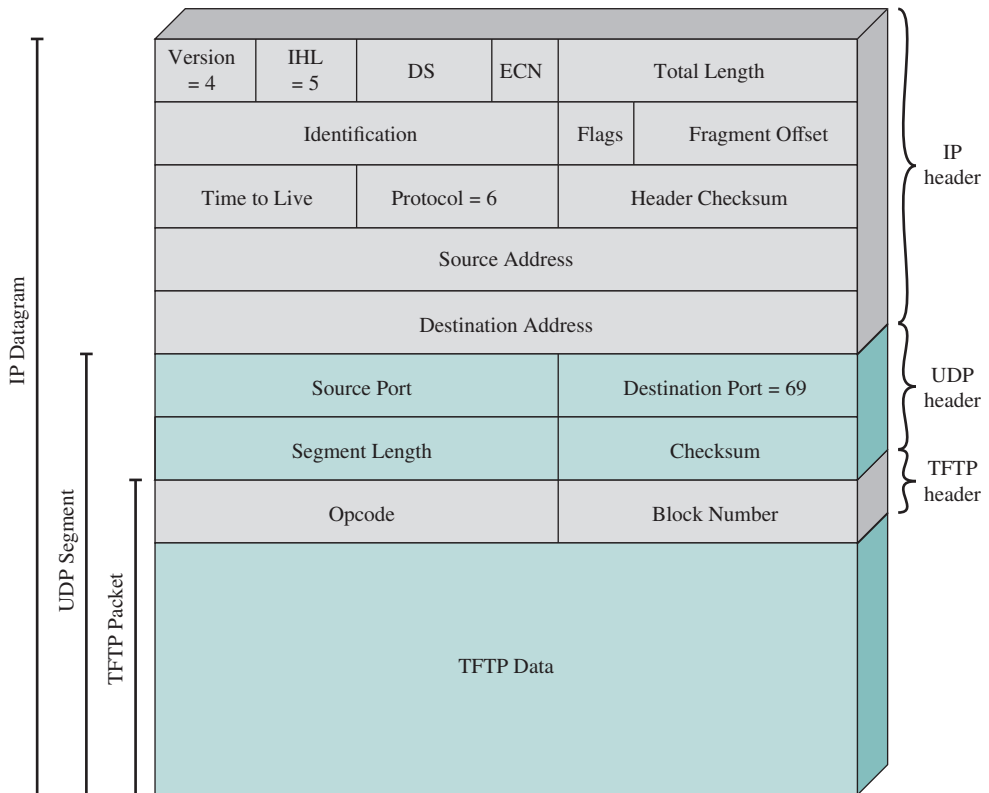 Version
= 4
IHL
= 5
DS
ECN
Total Length
Identification
Flags
Fragment Offset
Time to Live
Protocol = 6
Header Checksum
Source Address
Destination Address
Source Port
Destination Port = 69
Segment Length
Checksum
Opcode
Block Number
TFTP Data
IP Datagram
UDP Segment
TFTP Packet
IP
header
UDP
header
TFTP
header